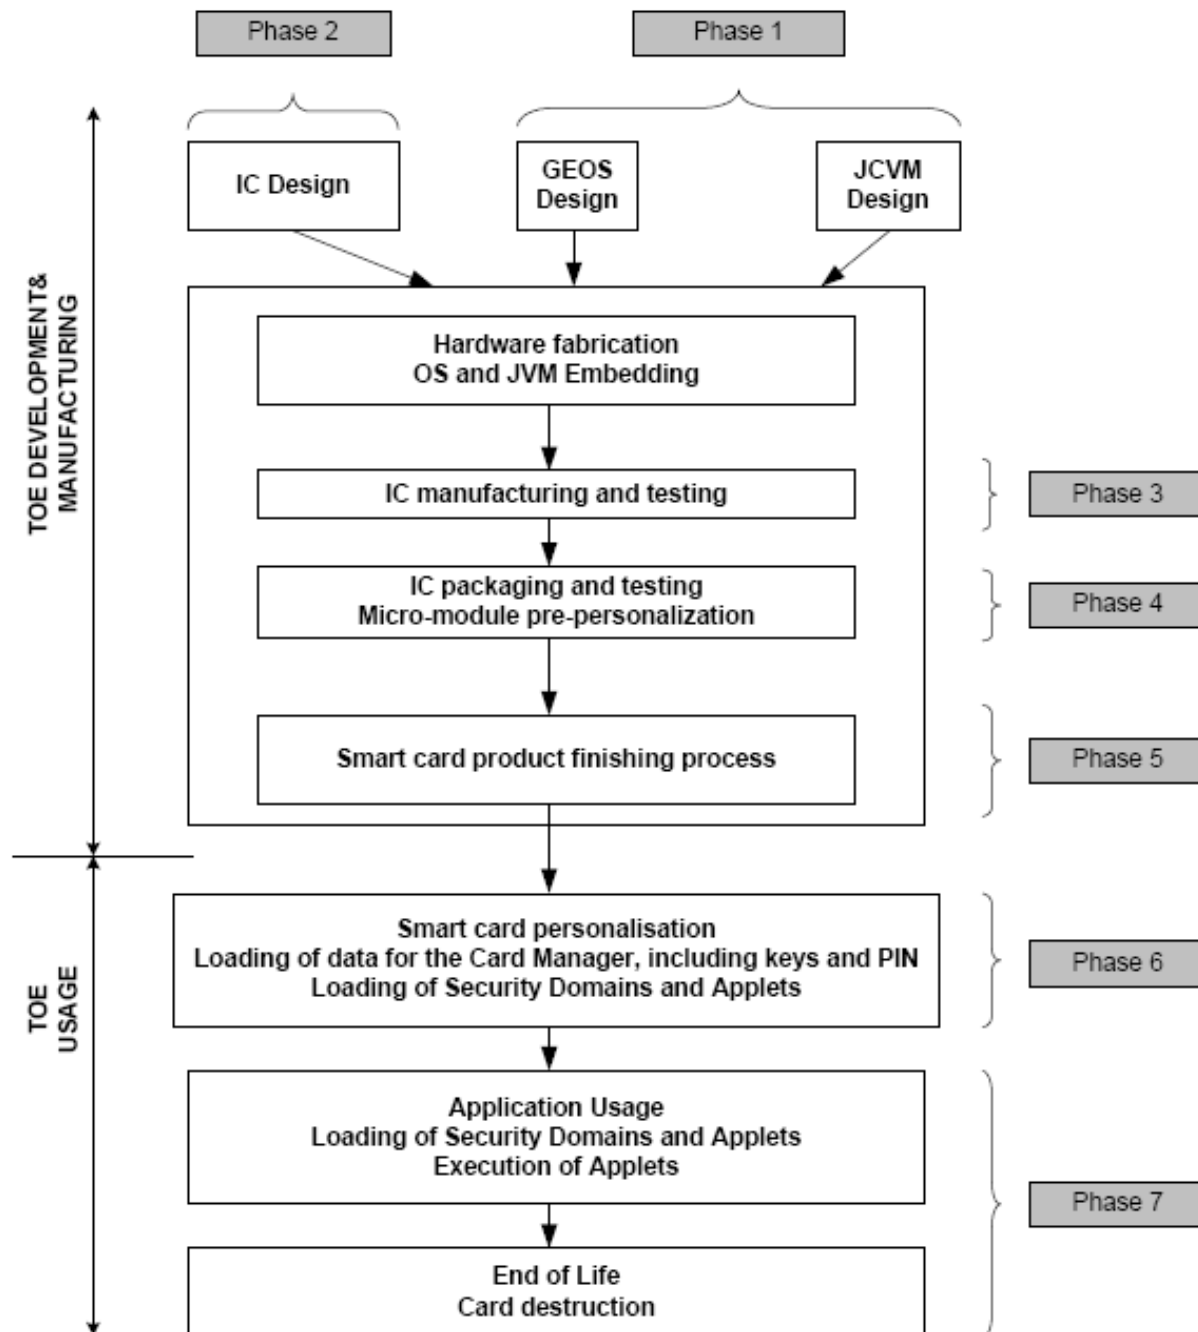 Phase 2
Phase 1
IC Design
GEOS
Design
JCVM
Design
TOE DEVELOPMENT&
MANUFACTURING
Hardware fabrication
OS and JVM Embedding
IC manufacturing and testing
Phase 3
IC packaging and testing
Micro-module pre-personalization
Phase 4
Smart card product finishing process
Phase 5
TOE
USAGE
Smart card personalisation
Loading of data for the Card Manager, including keys and PIN
Loading of Security Domains and Applets
Phase 6
Application Usage
Loading of Security Domains and Applets
Execution of Applets
Phase 7
End of Life
Card destruction